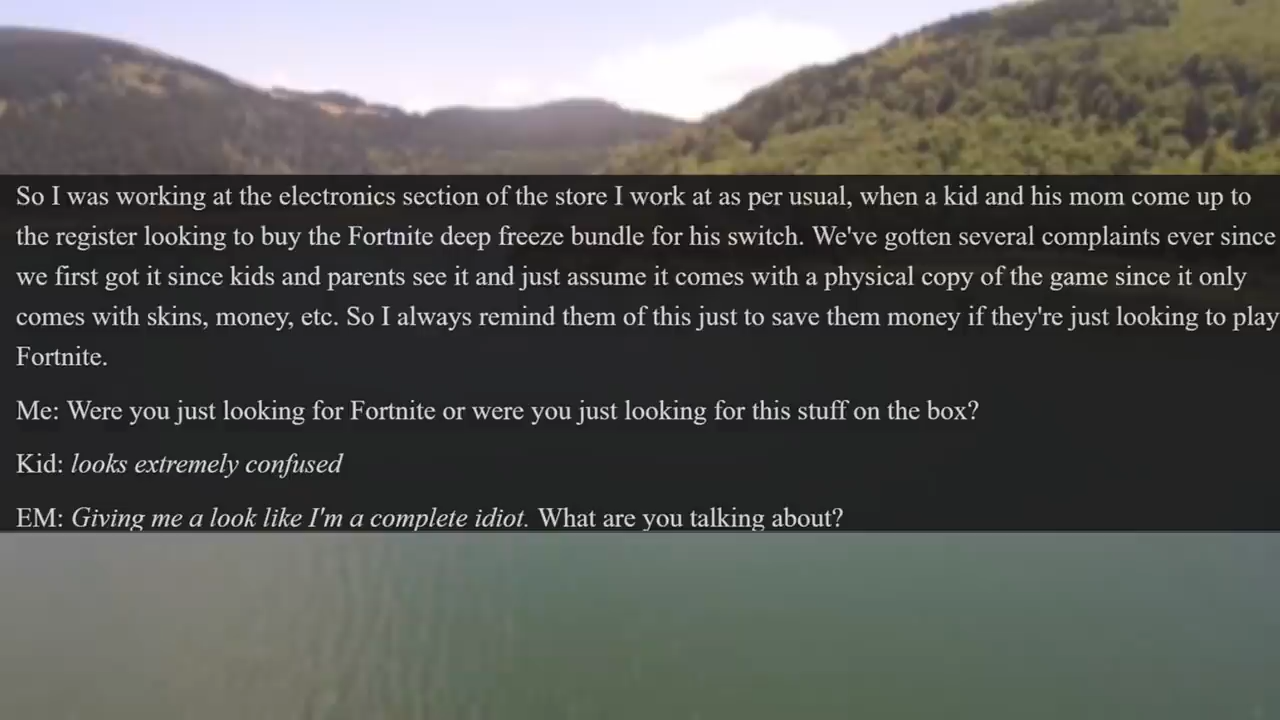 So I was working at the electronics section of the store I work at as per usual, when a kid and his mom come up to
the register looking to buy the Fortnite deep freeze bundle for his switch. We've gotten several complaints ever since
we first got it since kids and parents see it and just assume it comes with a physical copy of the game since it only
comes with skins, money, etc. So I always remind them of this just to save them money if they're just looking to play
Fortnite.
Me: Were you just looking for Fortnite or were you just looking for this stuff on the box?
Kid: looks extremely confused
EM: Giving me a look like I'm a complete idiot. What are you talking about?